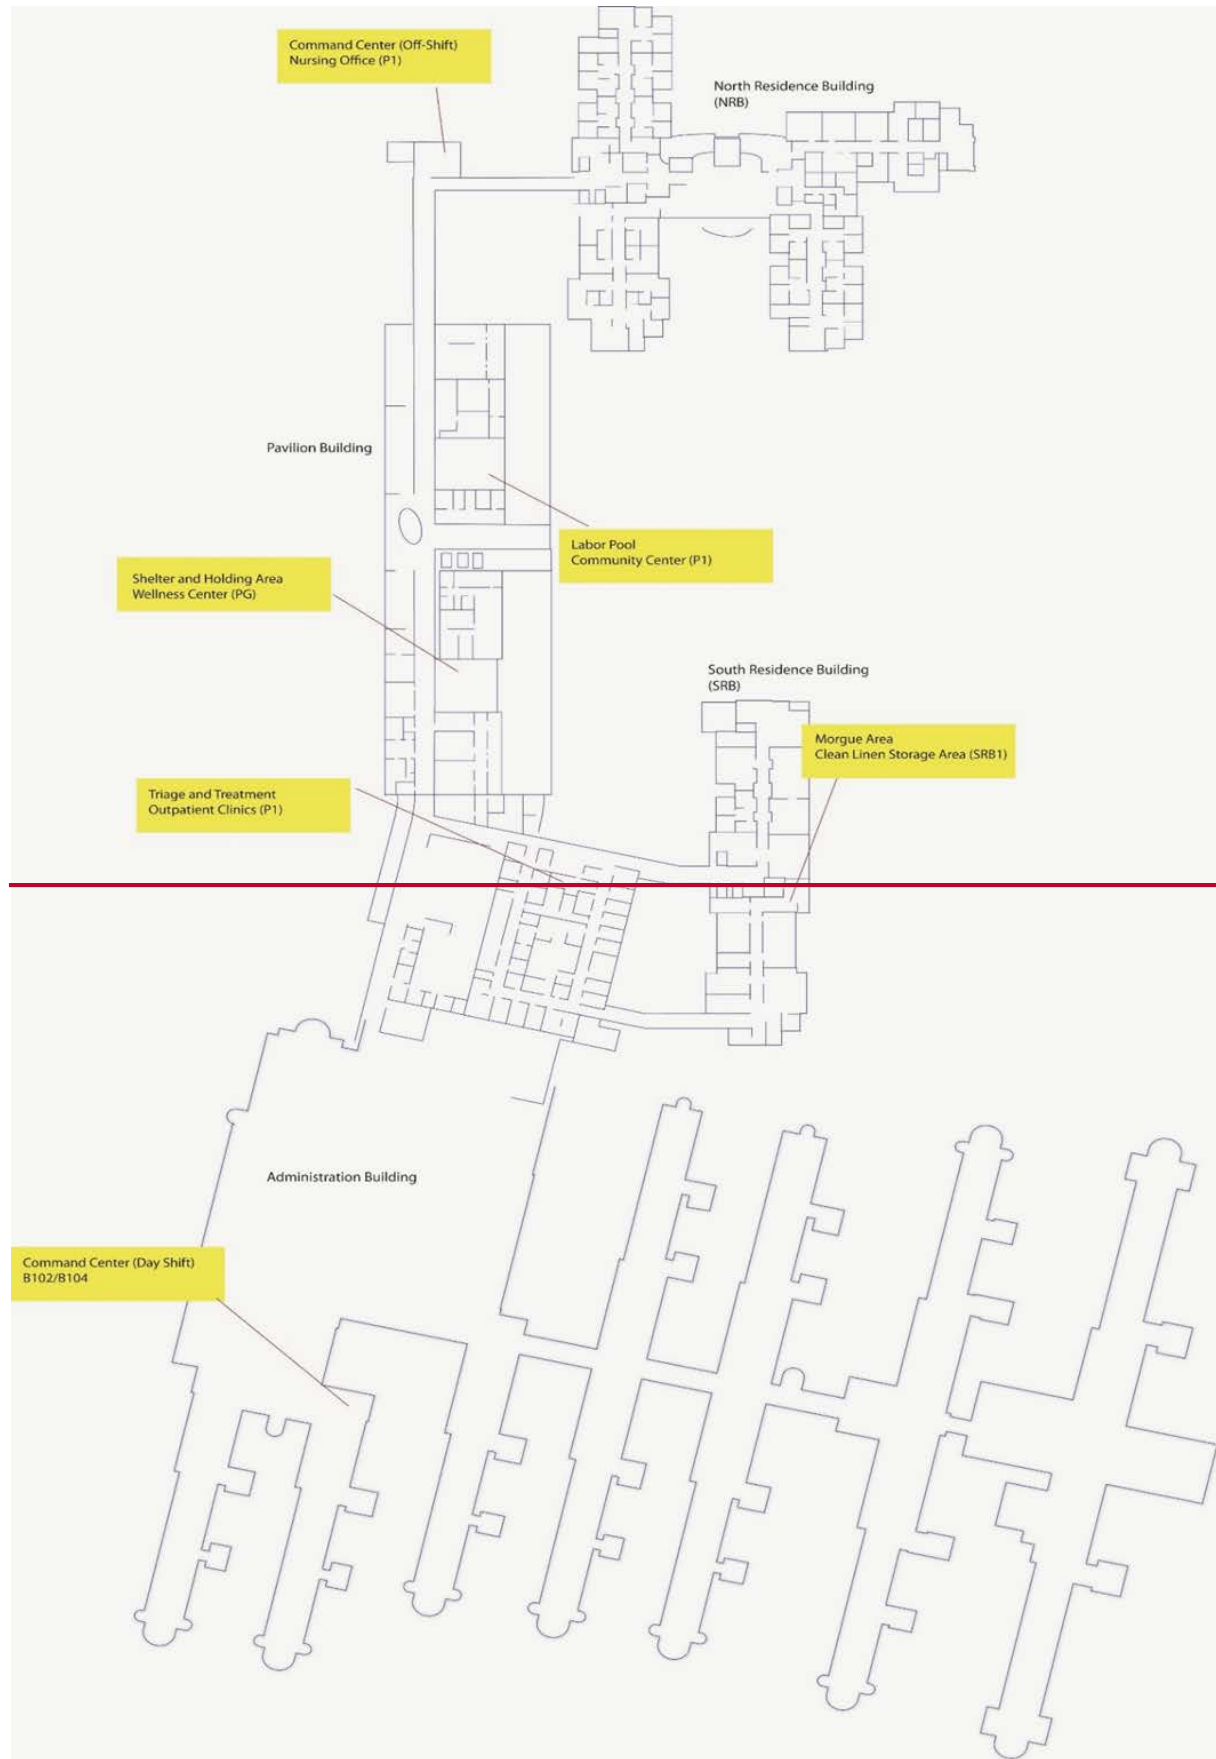 Command Center (Off-Shift)
Nursing Office (P1)
North Residence Building
(NRB)
Pavilion Building
Labor Pool
Community Center (P1)
Shelter and Holding Area
Wellness Center (PG)
South Residence Building
(SRB)
Morgue Area
Clean Linen Storage Area (SRB1)
Triage and Treatment
Outpatient Clinics (P1)
Administration Building
Command Center (Day Shift)
B102/B104